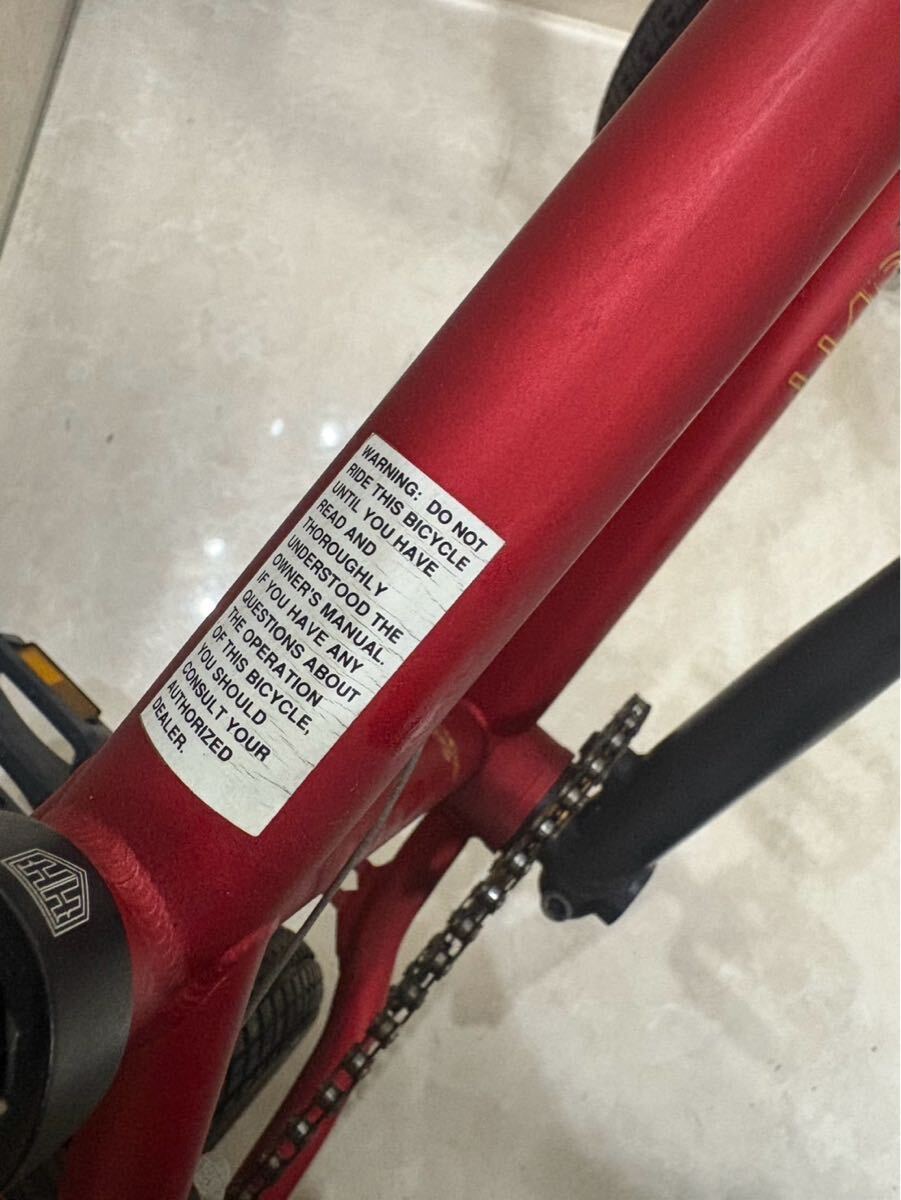 WARNING: DO NOT
RIDE THIS BICYCLE
UNTIL YOU HAVE
READ AND
THOROUGHLY
UNDERSTOOD THE
OWNER'S MANUAL.
IF YOU HAVE ANY
QUESTIONS ABOUT
THE OPERATION
OF THIS BICYCLE,
YOU SHOULD
CONSULT YOUR
AUTHORIZED
DEALER.